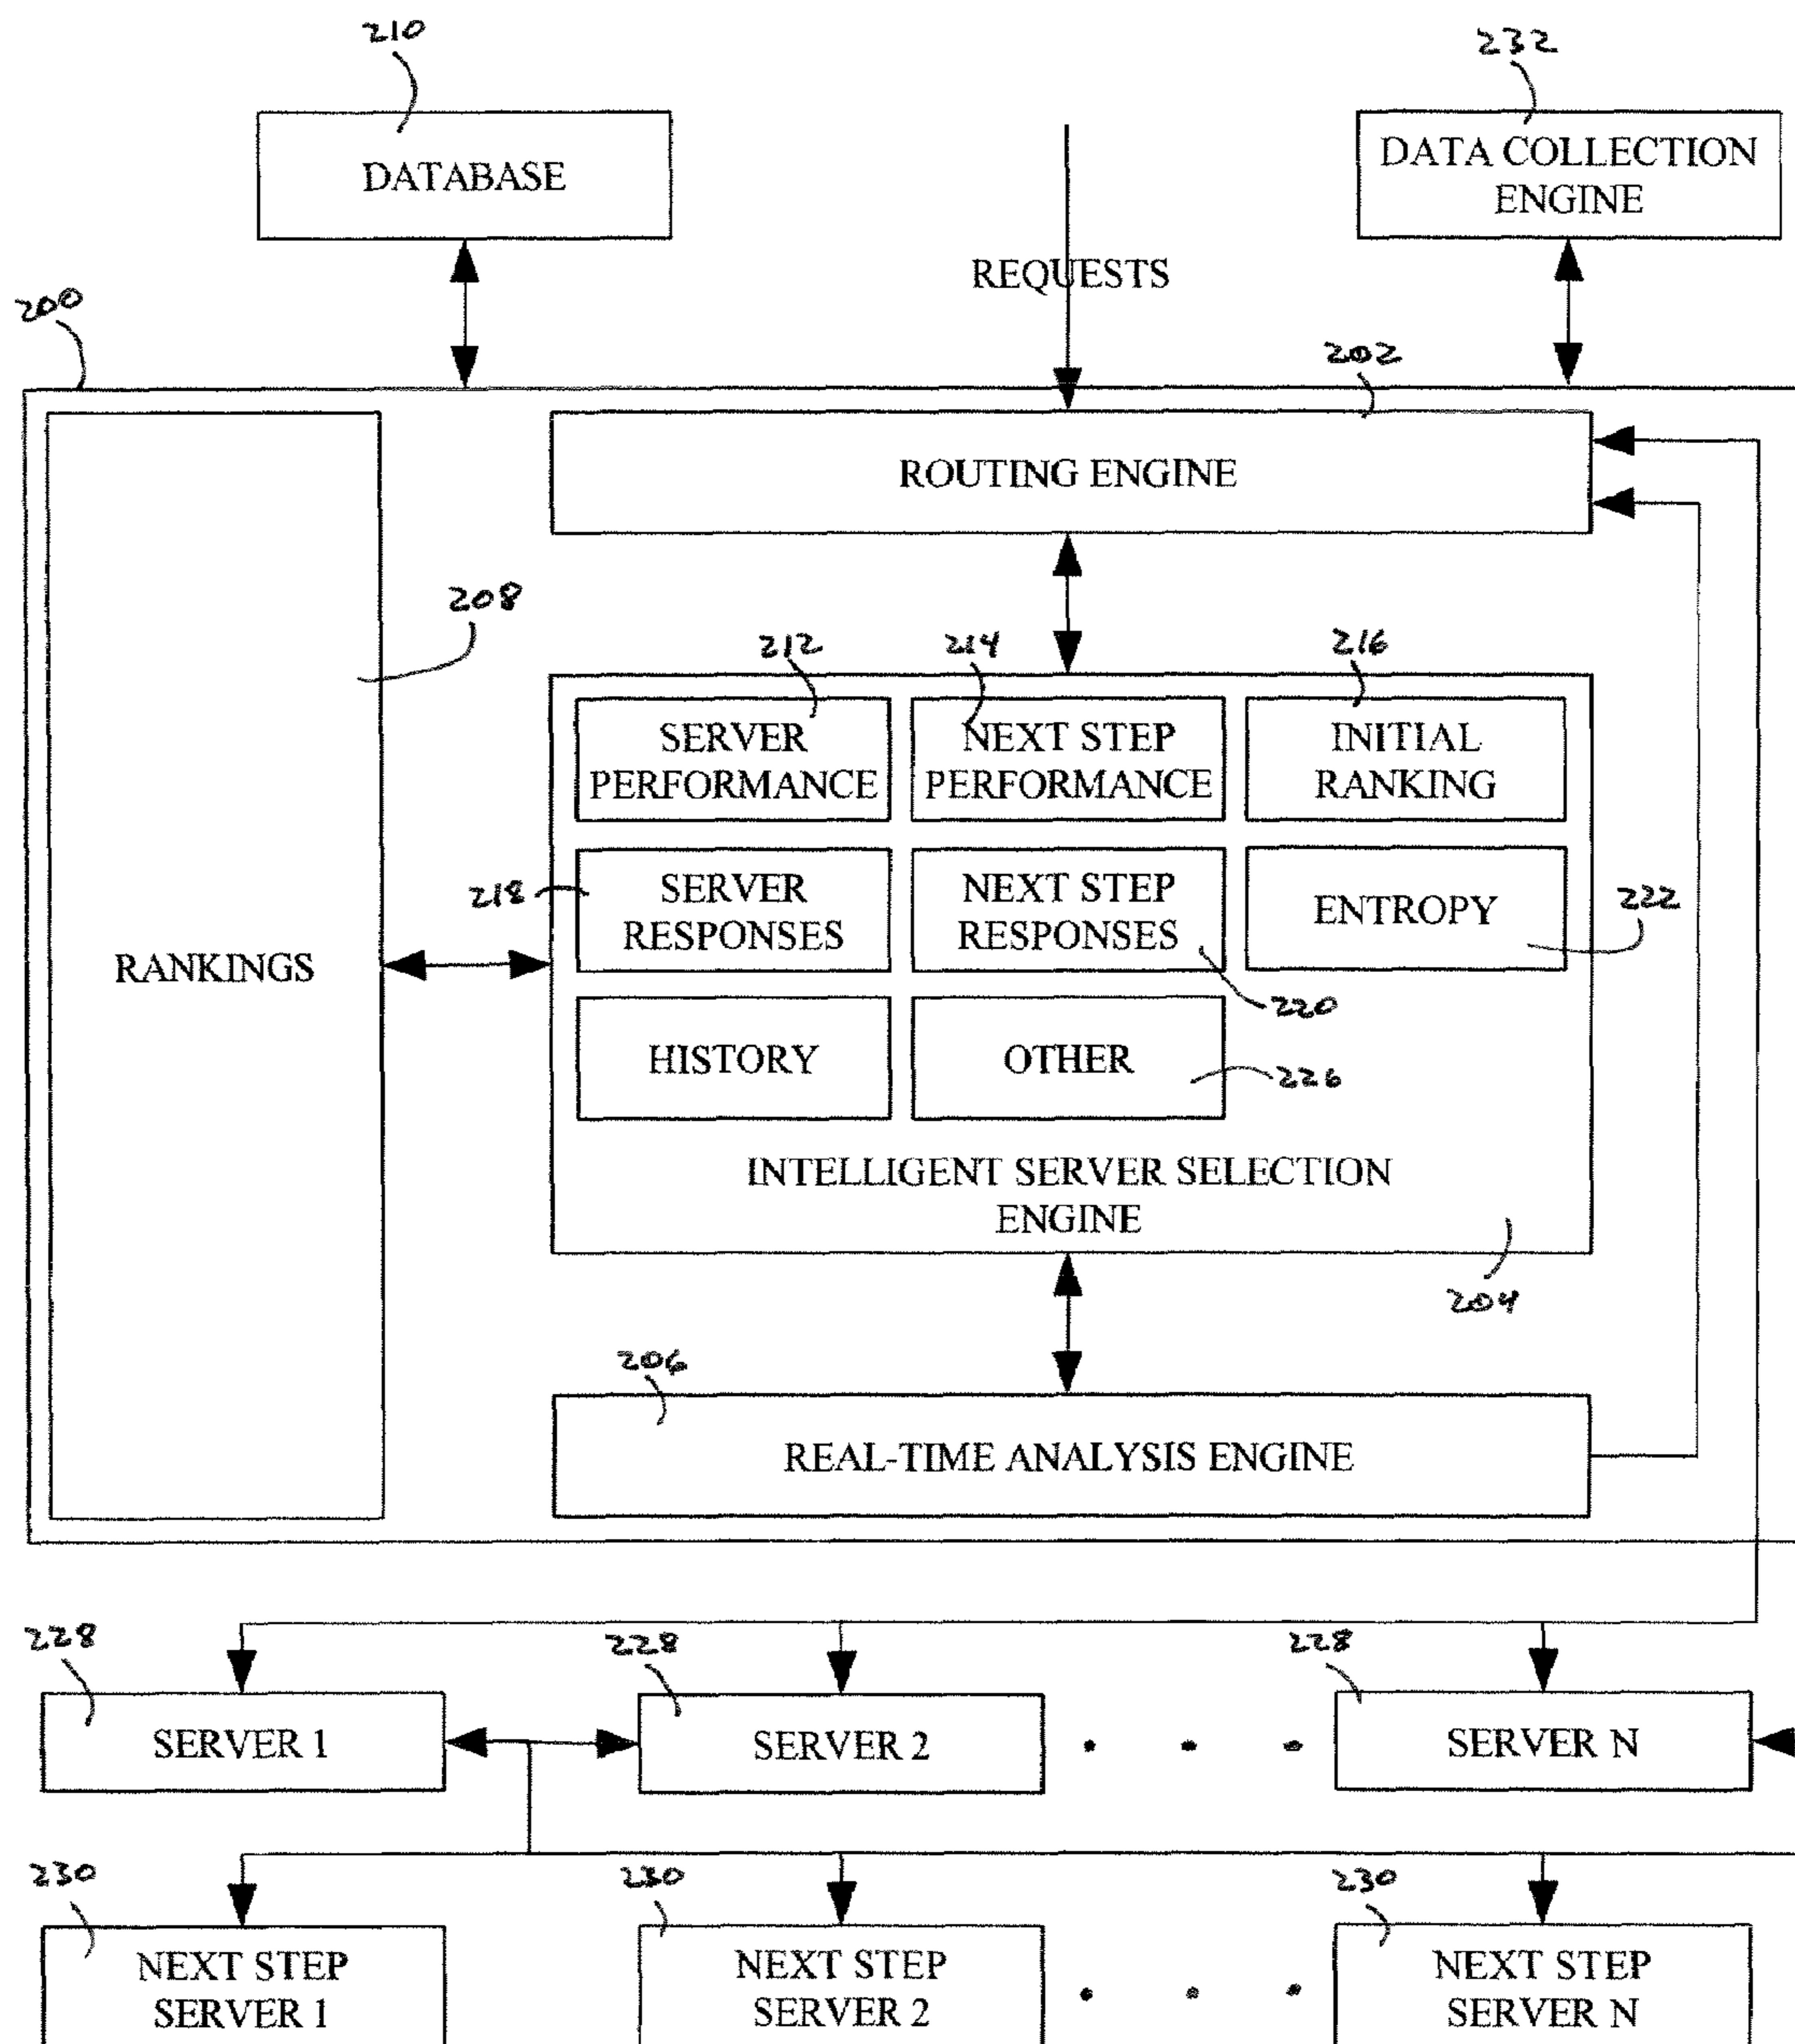 210
232
DATABASE
DATA COLLECTION
ENGINE
REQUESTS
200
202
ROUTING ENGINE
208
212
214
216
SERVER
PERFORMANCE
NEXT STEP
PERFORMANCE
INITIAL
RANKING
218
SERVER
RESPONSES
NEXT STEP
RESPONSES
ENTROPY
222
RANKINGS
220
HISTORY
OTHER
226
INTELLIGENT SERVER SELECTION
ENGINE
204
206
REAL-TIME ANALYSIS ENGINE
228
228
228
SERVER 1
SERVER 2
. . .
SERVER N
230
230
230
NEXT STEP
SERVER 1
NEXT STEP
SERVER 2
. . .
NEXT STEP
SERVER N